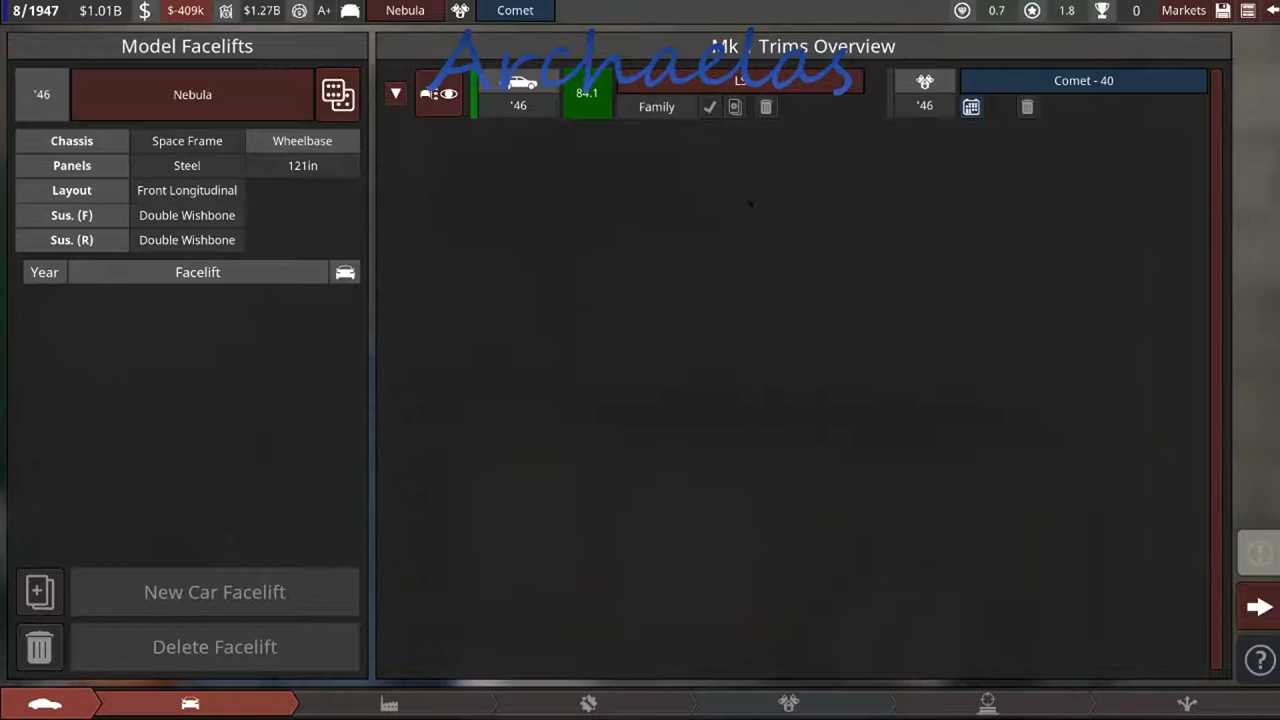 8/1947 $1.01B $-409k $1.27B A+ Nebula Comet 0.7 1.8 0 Markets
Archaelas
Model Facelifts
'46 Nebula
Chassis Space Frame Wheelbase
Panels Steel 121in
Layout Front Longitudinal
Sus. (F) Double Wishbone
Sus. (R) Double Wishbone
Year Facelift
New Car Facelift
Delete Facelift
Trims Overview
84.1 Comet - 40
'46 Family '46